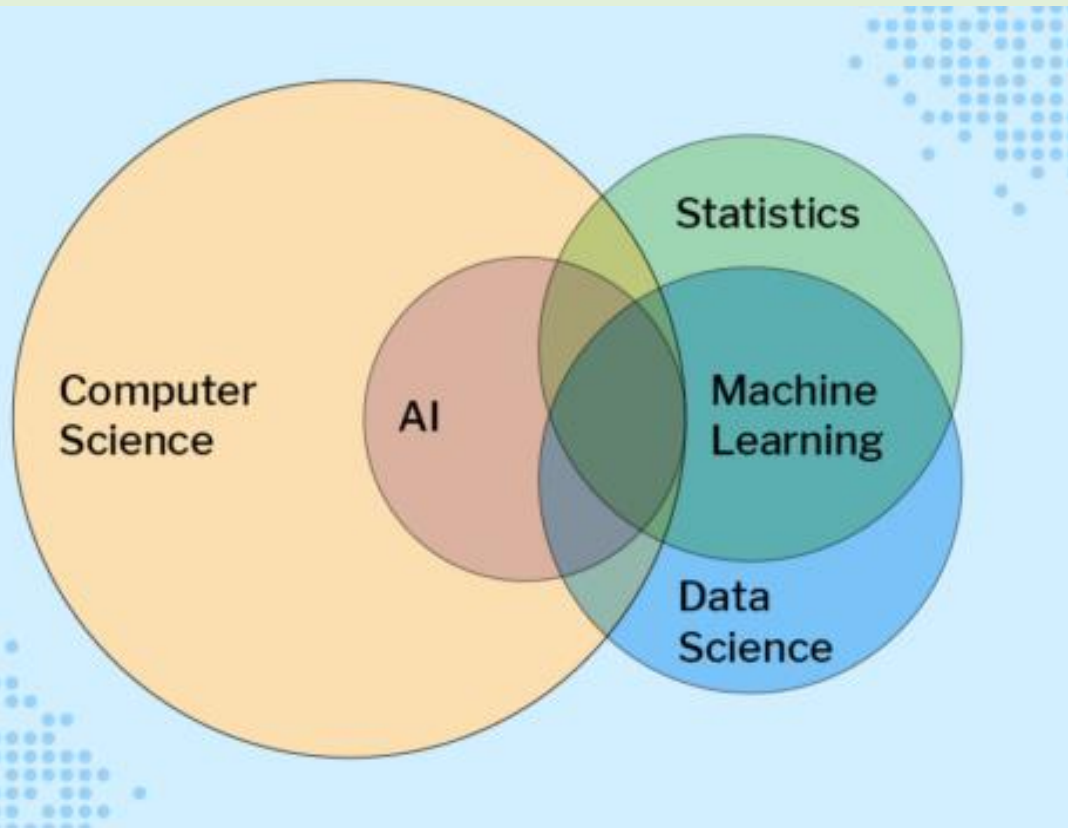 Statistics
Computer
Science
AI
Machine
Learning
Data
Science